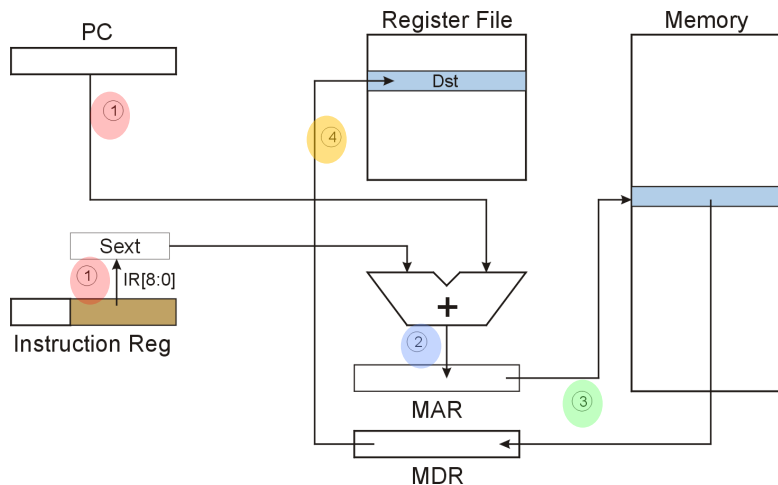 PC
Register File
Memory
①
④
Dst
Sext
①
IR[8:0]
+
Instruction Reg
②
MAR
③
MDR